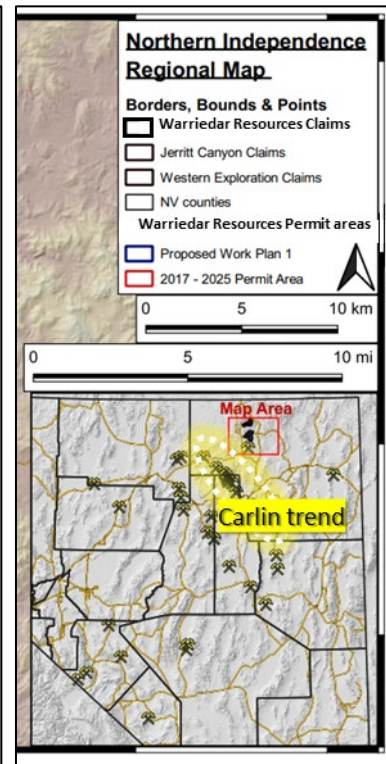 Northern Independence
Regional Map
Borders, Bounds & Points
Warriedar Resources Claims
Jerritt Canyon Claims
Western Exploration Claims
NV counties
Warriedar Resources Permit areas
Proposed Work Plan 1
2017 - 2025 Permit Area
0 5 10 km
0 5 10 mi
Map Area
Carlin trend